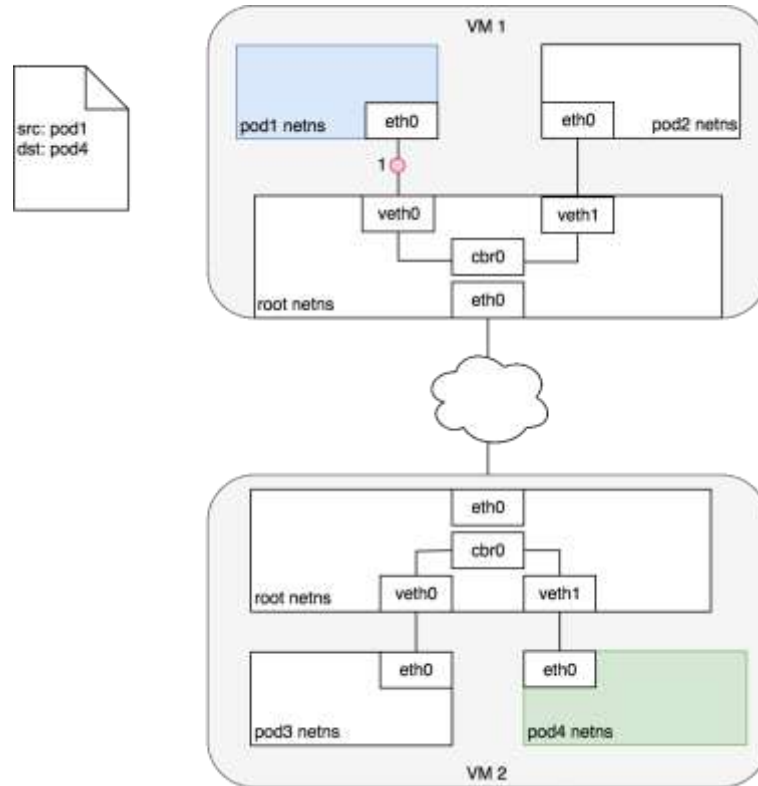 VM 1
src: pod1
dst: pod4
pod1 netns
eth0
eth0
pod2 netns
1
veth0
veth1
cbr0
root netns
eth0
eth0
cbr0
root netns
veth0
veth1
eth0
eth0
pod3 netns
pod4 netns
VM 2